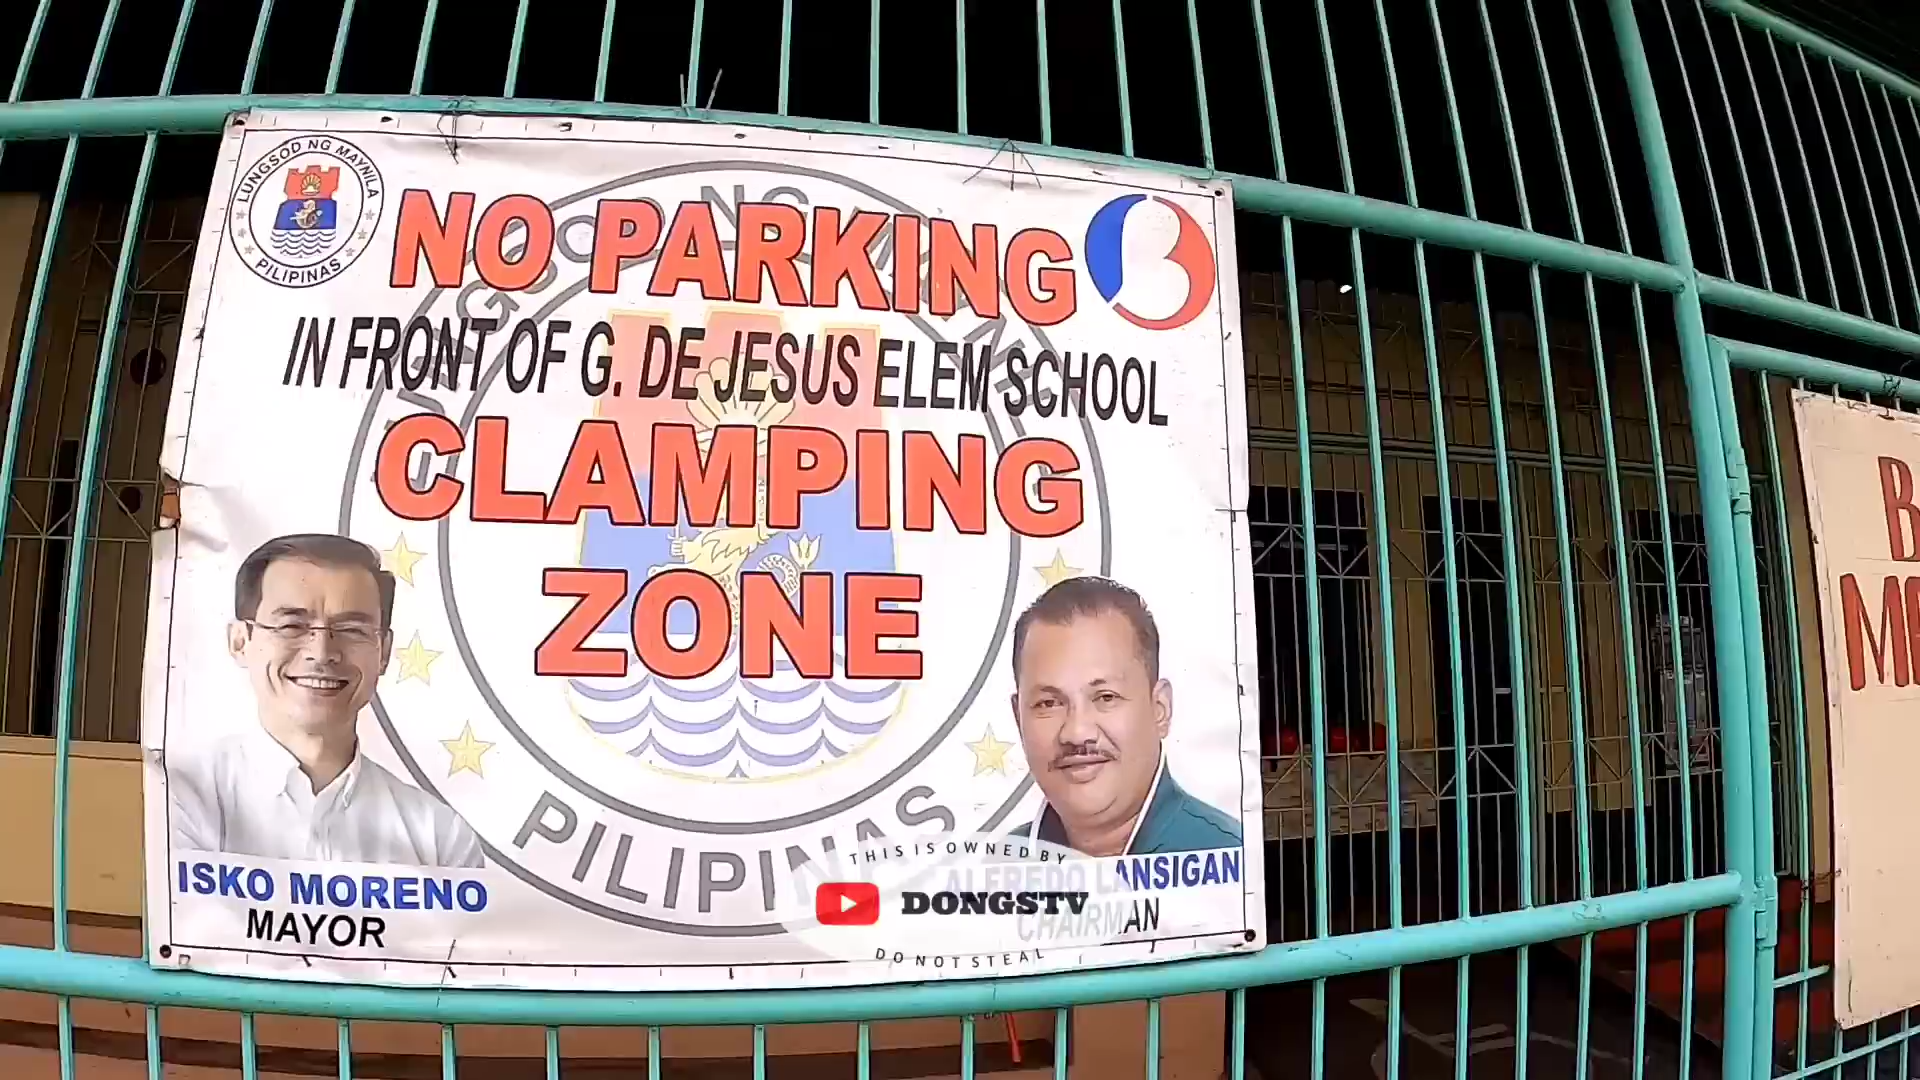 LUNGSOD NG MAYNILA
PILIPINAS
NO PARKING
IN FRONT OF G. DE JESUS ELEM SCHOOL
CLAMPING
ZONE
PILIPINAS
ISKO MORENO
MAYOR
ALFREDO LANSIGAN
CHAIRMAN
THIS IS OWNED BY
DONGSTV
DO NOT STEAL
B